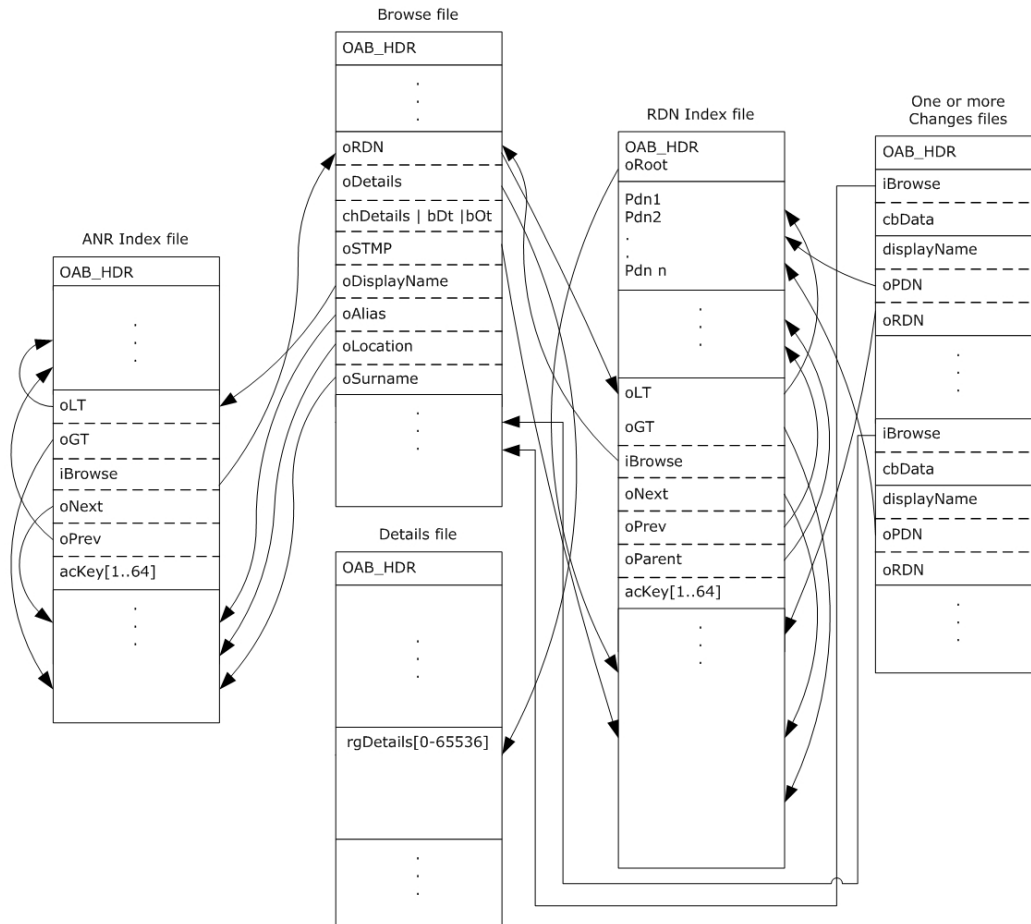 Browse file
OAB_HDR
.
.
.
oRDN
oDetails
chDetails | bDt |bOt
oSTMP
oDisplayName
oAlias
oLocation
oSurname
.
.
.
ANR Index file
OAB_HDR
.
.
.
oLT
oGT
iBrowse
oNext
oPrev
acKey[1..64]
.
.
.
Details file
OAB_HDR
.
.
.
rgDetails[0-65536]
.
.
.
RDN Index file
OAB_HDR
oRoot
Pdn1
Pdn2
.
.
Pdn n
.
.
.
oLT
oGT
iBrowse
oNext
oPrev
oParent
acKey[1..64]
.
.
.
One or more
Changes files
OAB_HDR
iBrowse
cbData
displayName
oPDN
oRDN
.
.
.
iBrowse
cbData
displayName
oPDN
oRDN
.
.
.